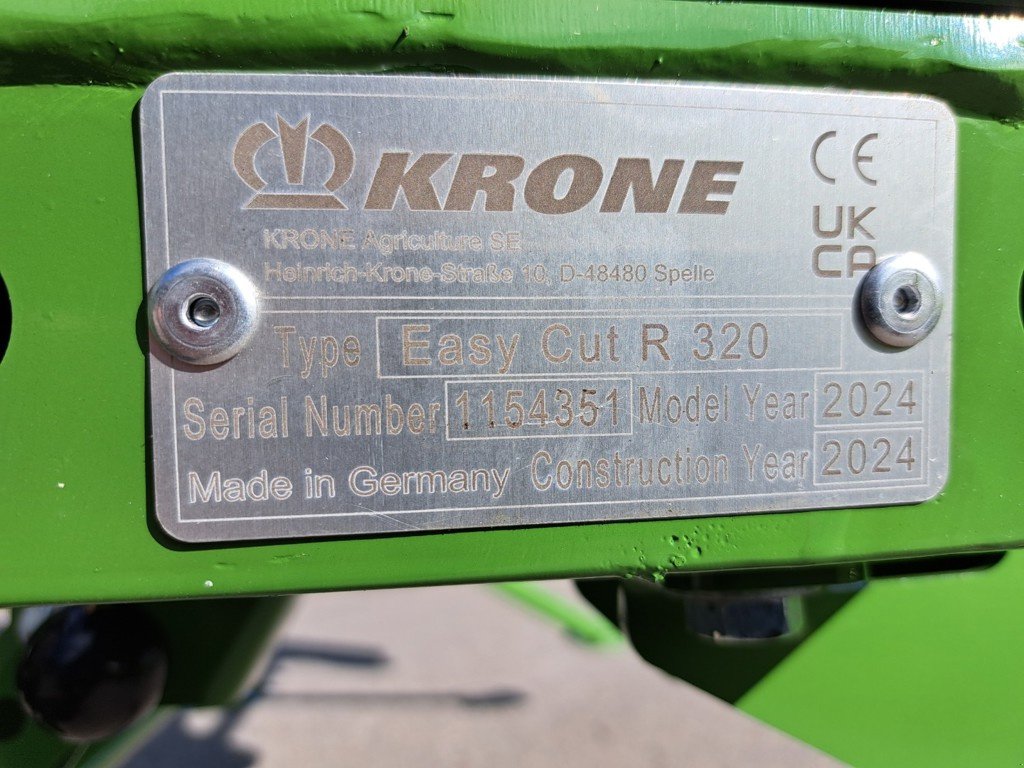 KRONE
CE
UK
CA
KRONE Agriculture SE
Heinrich-Krone-Straße 10, D-48480 Spelle
Type Easy Cut R 320
Serial Number 1154351 Model Year 2024
Made in Germany Construction Year 2024